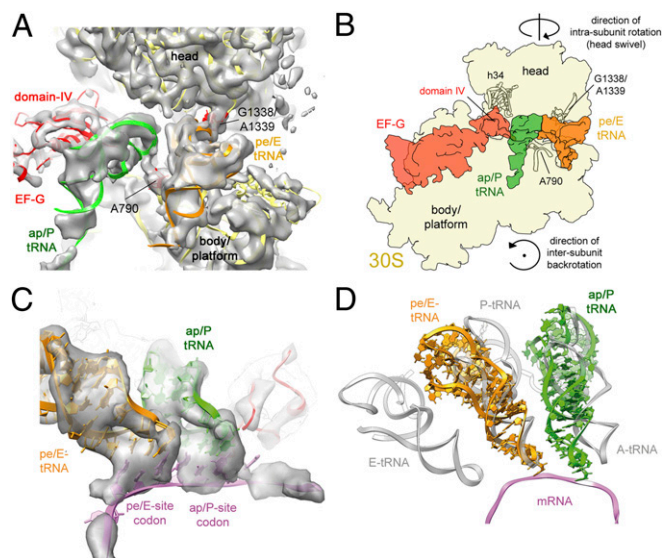 A
head
domain-IV
G1338/
A1339
pe/E
tRNA
EF-G
A790
ap/P
tRNA
body/
platform
B
direction of
intra-subunit rotation
(head swivel)
h34
head
G1338/
A1339
domain IV
EF-G
pe/E
tRNA
ap/P
tRNA
A790
body/
platform
30S
direction of
inter-subunit
backrotation
C
ap/P
tRNA
pe/E-
tRNA
pe/E-site
codon
ap/P-site
codon
D
pe/E-
tRNA
P-tRNA
ap/P
tRNA
E-tRNA
A-tRNA
mRNA